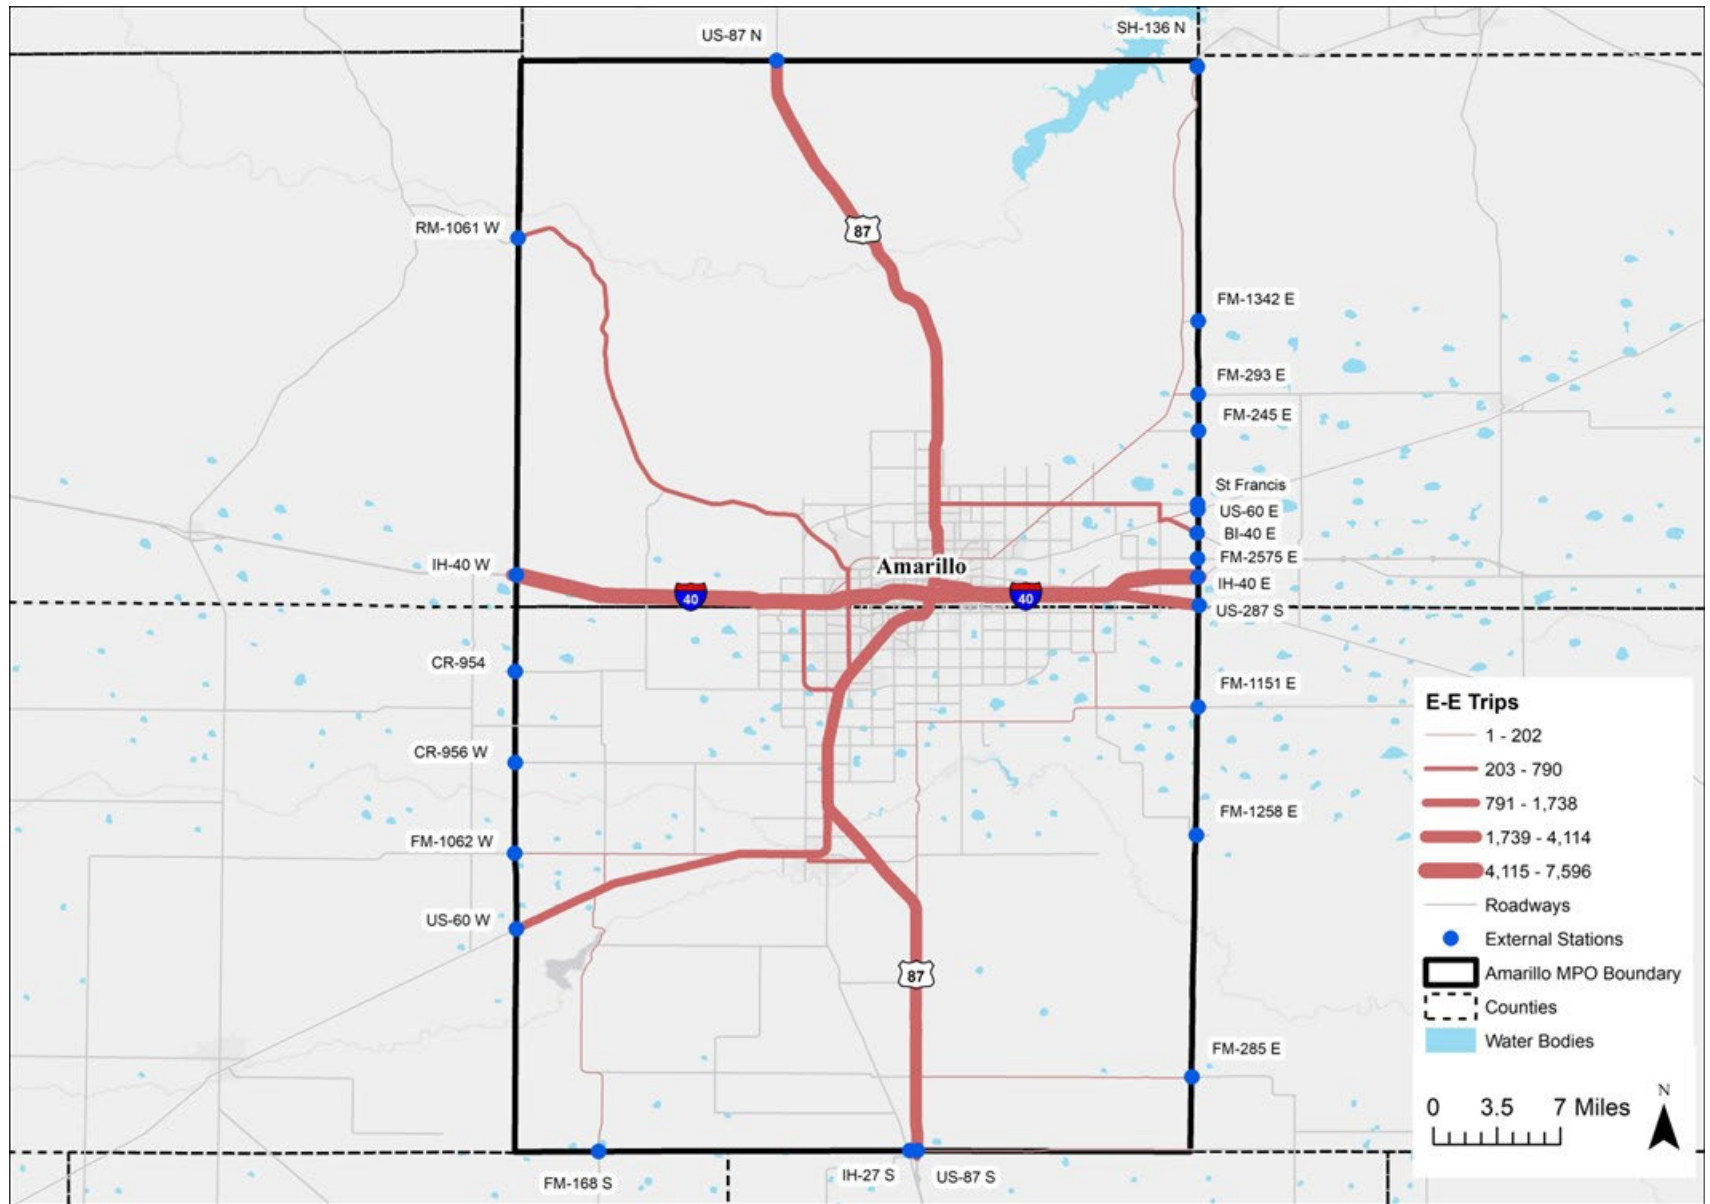 US-87 N
SH-136 N
RM-1061 W
87
FM-1342 E
FM-293 E
FM-245 E
St Francis
US-60 E
BI-40 E
FM-2575 E
IH-40 E
US-287 S
IH-40 W
Amarillo
40
40
CR-954
FM-1151 E
CR-956 W
FM-1062 W
FM-1258 E
US-60 W
87
FM-285 E
FM-168 S
IH-27 S
US-87 S
E-E Trips
1 - 202
203 - 790
791 - 1,738
1,739 - 4,114
4,115 - 7,596
Roadways
External Stations
Amarillo MPO Boundary
Counties
Water Bodies
0 3.5 7 Miles
N